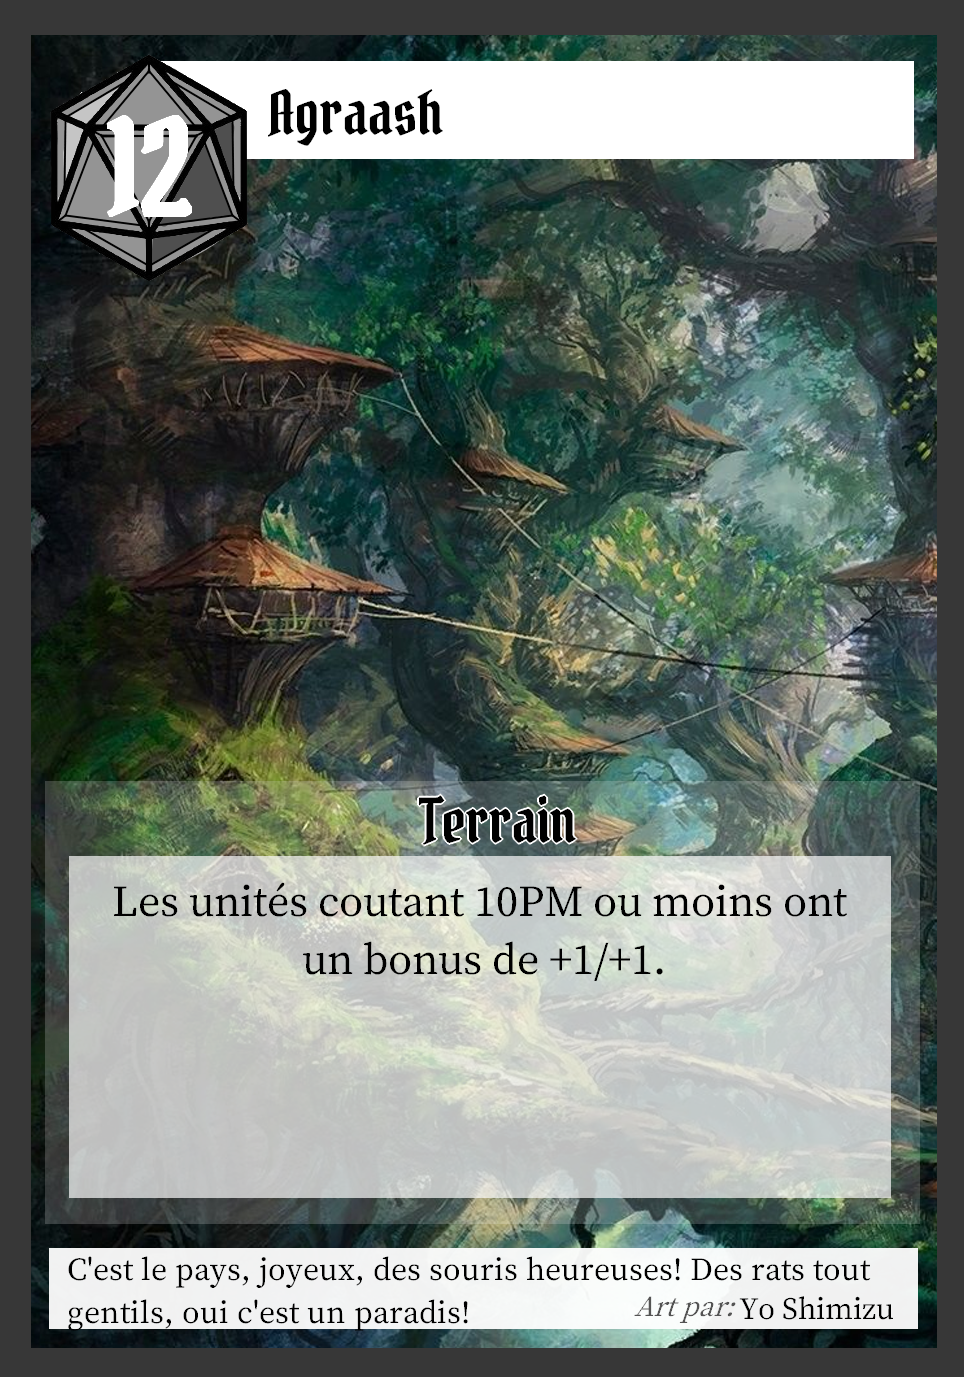 12
Agraash
Terrain
Les unités coutant 10PM ou moins ont
un bonus de +1/+1.
C'est le pays, joyeux, des souris heureuses! Des rats tout
gentils, oui c'est un paradis!
Art par: Yo Shimizu